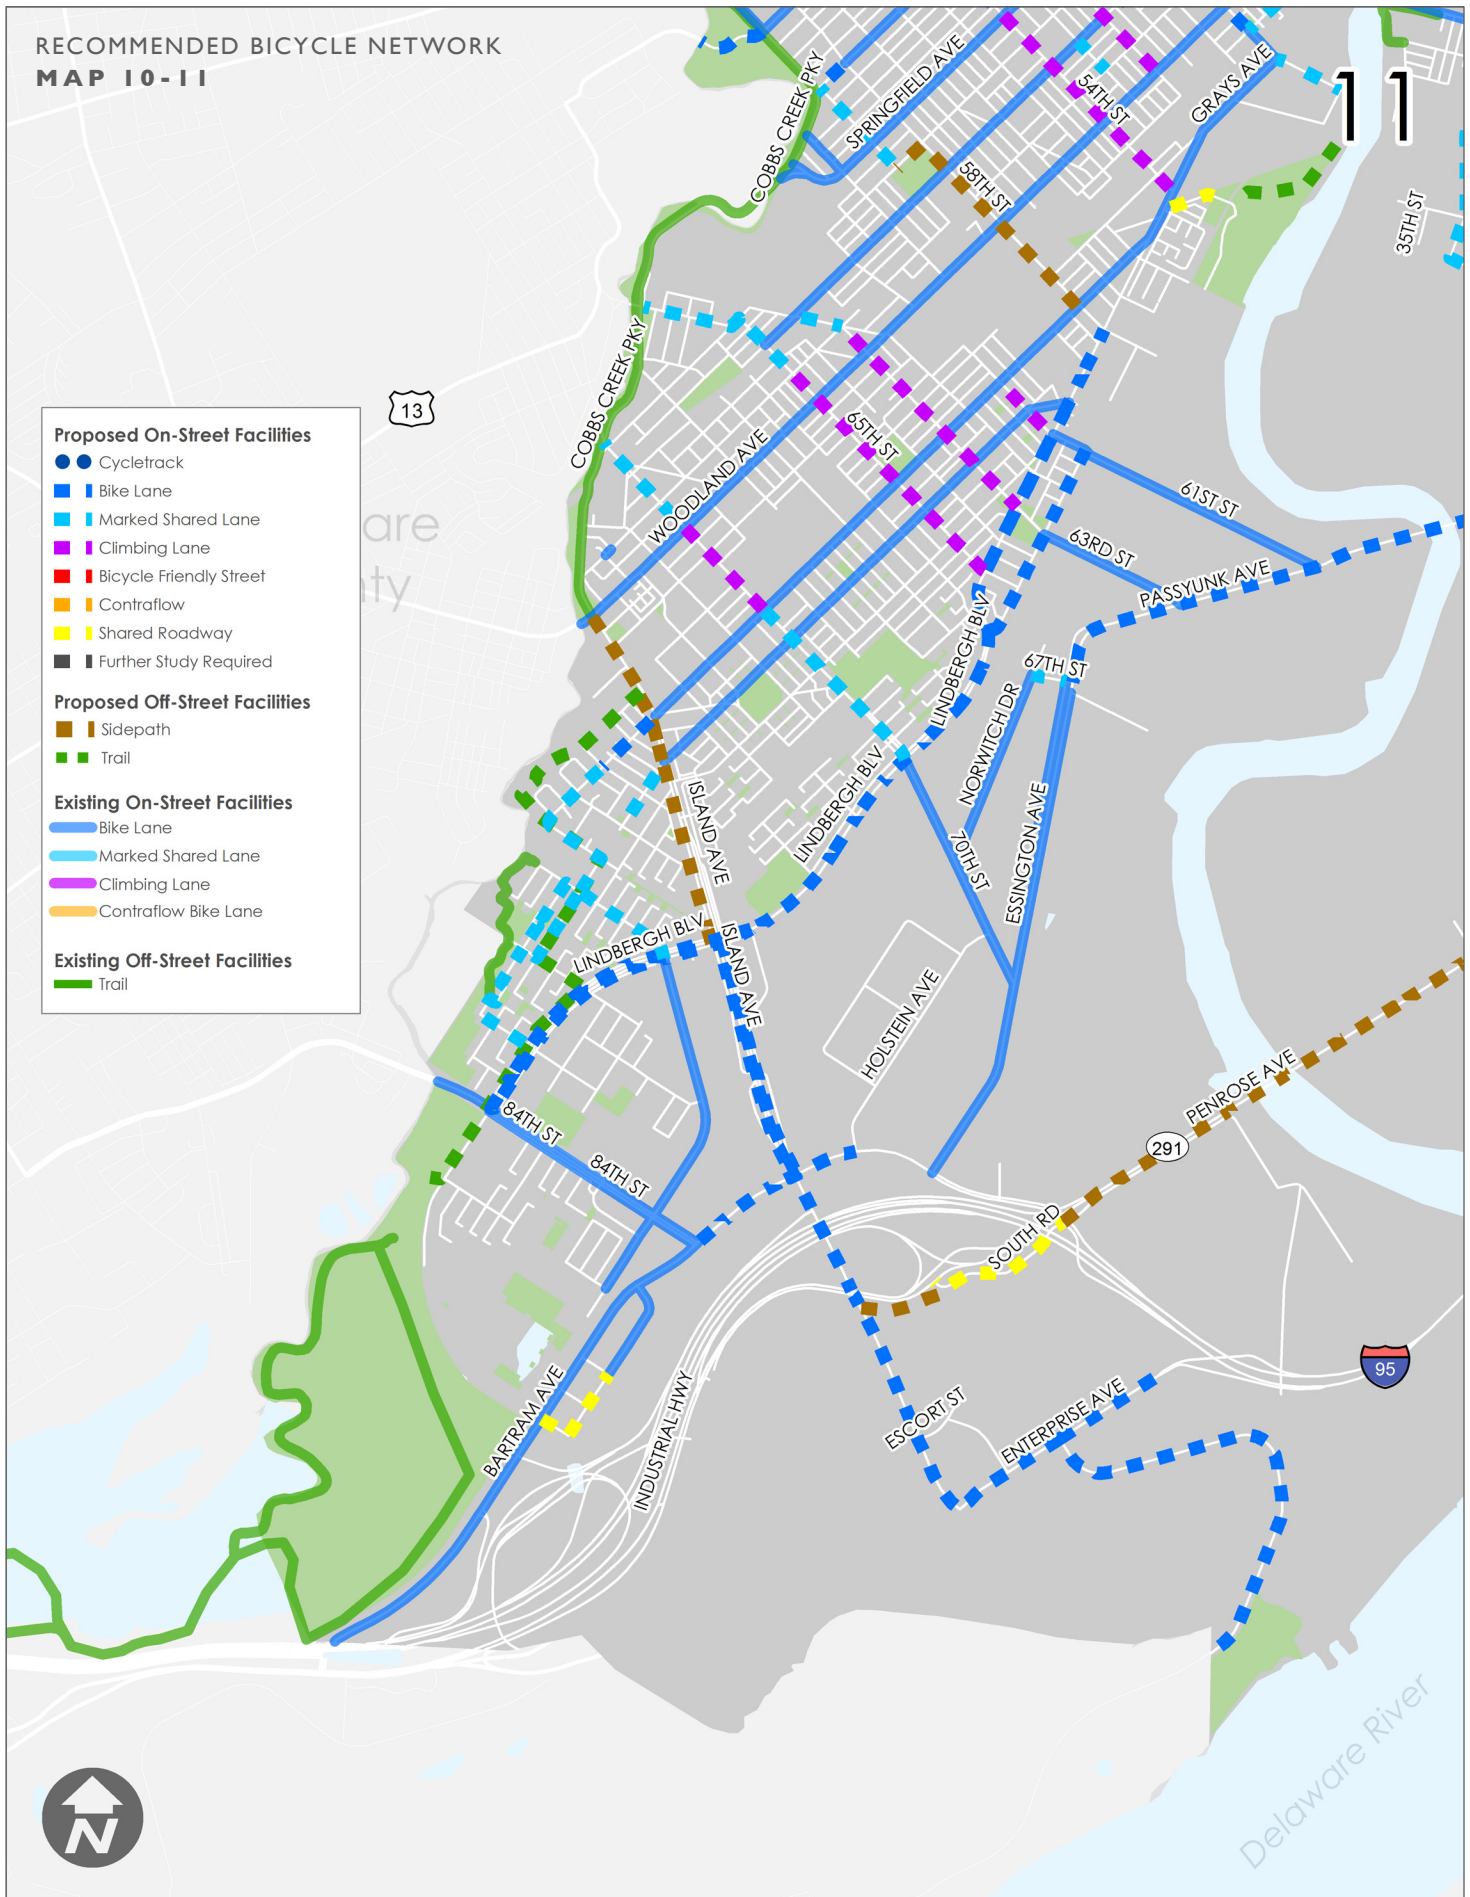 RECOMMENDED BICYCLE NETWORK
MAP 10-11
11
COBBS CREEK PKY
SPRINGFIELD AVE
54TH ST
GRAYS AVE
58TH ST
35TH ST
COBBS CREEK PKY
13
65TH ST
WOODLAND AVE
61ST ST
63RD ST
PASSYUNK AVE
LINDBERGH BLV
67TH ST
NORWITCH DR
LINDBERGH BLV
ISLAND AVE
70TH ST
ESSINGTON AVE
LINDBERGH BLV
ISLAND AVE
HOLSTEIN AVE
84TH ST
84TH ST
PENROSE AVE
291
SOUTH RD
95
BARTRAM AVE
INDUSTRIAL HWY
ESCORT ST
ENTERPRISE AVE
Delaware River
are
nty
Proposed On-Street Facilities
Cycletrack
Bike Lane
Marked Shared Lane
Climbing Lane
Bicycle Friendly Street
Contraflow
Shared Roadway
Further Study Required
Proposed Off-Street Facilities
Sidepath
Trail
Existing On-Street Facilities
Bike Lane
Marked Shared Lane
Climbing Lane
Contraflow Bike Lane
Existing Off-Street Facilities
Trail
N